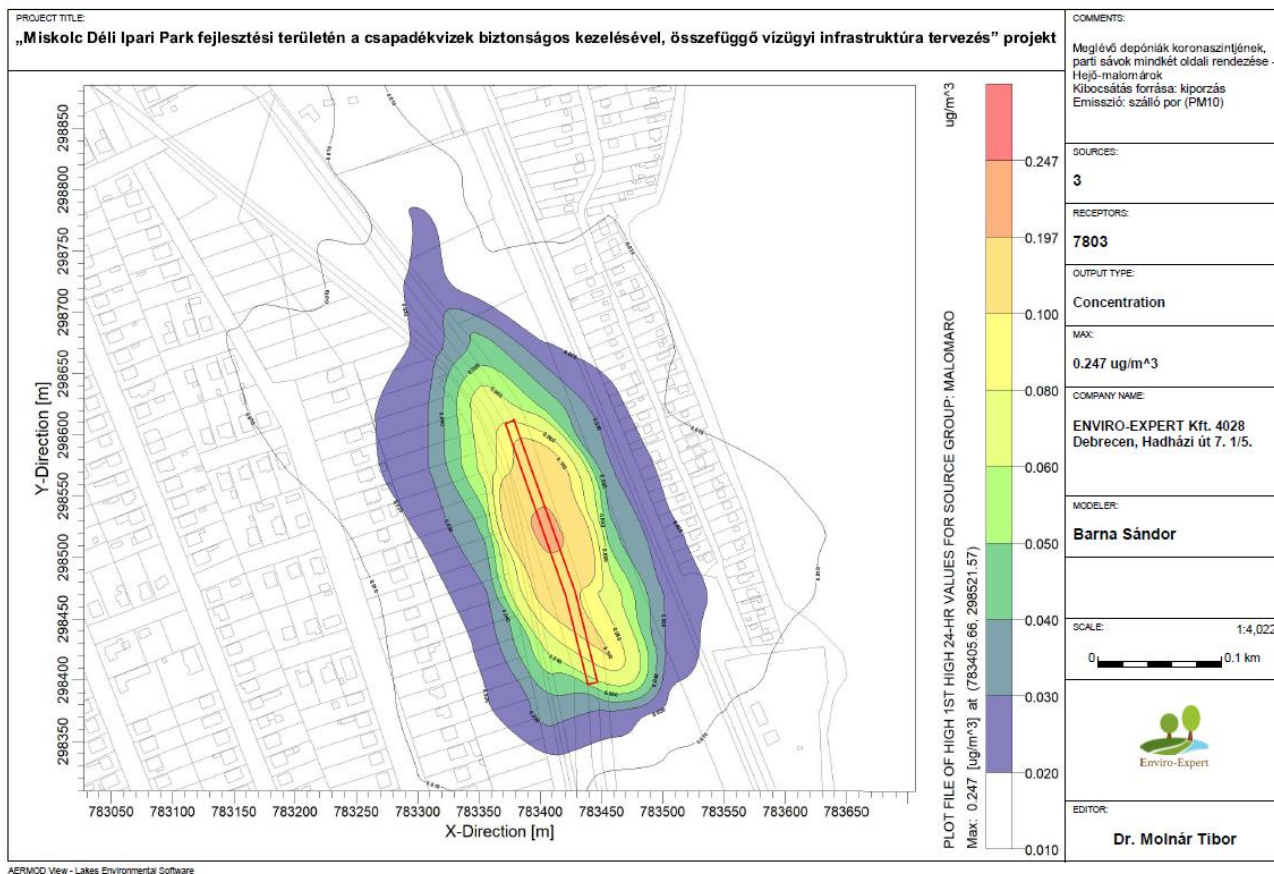 PROJECT TITLE:
„Miskolc Déli Ipari Park fejlesztési területén a csapadékvizek biztonságos kezelésével, összefüggő vízügyi infrastruktúra tervezés” projekt
COMMENTS:
Meglévő depóniák koronaszintjének,
parti sávok mindkét oldali rendezése -
Hejő-malomárok
Kibocsátás forrása: kiporzás
Emisszió: szálló por (PM10)
SOURCES:
3
RECEPTORS:
7803
OUTPUT TYPE:
Concentration
MAX:
0.247 ug/m^3
COMPANY NAME:
ENVIRO-EXPERT Kft. 4028
Debrecen, Hadházi út 7. 1/5.
MODELER:
Barna Sándor
SCALE:
1:4,022
0
0.1 km
Enviro-Expert
EDITOR:
Dr. Molnár Tibor
Y-Direction [m]
298850
298800
298750
298700
298650
298600
298550
298500
298450
298400
298350
783050 783100 783150 783200 783250 783300 783350 783400 783450 783500 783550 783600 783650
X-Direction [m]
PLOT FILE OF HIGH 1ST HIGH 24-HR VALUES FOR SOURCE GROUP: MALOMARO
Max: 0.247 [ug/m^3] at (783405.66, 298521.57)
ug/m^3
0.247
0.197
0.100
0.080
0.060
0.050
0.040
0.030
0.020
0.010
AERMOD View - Lakes Environmental Software